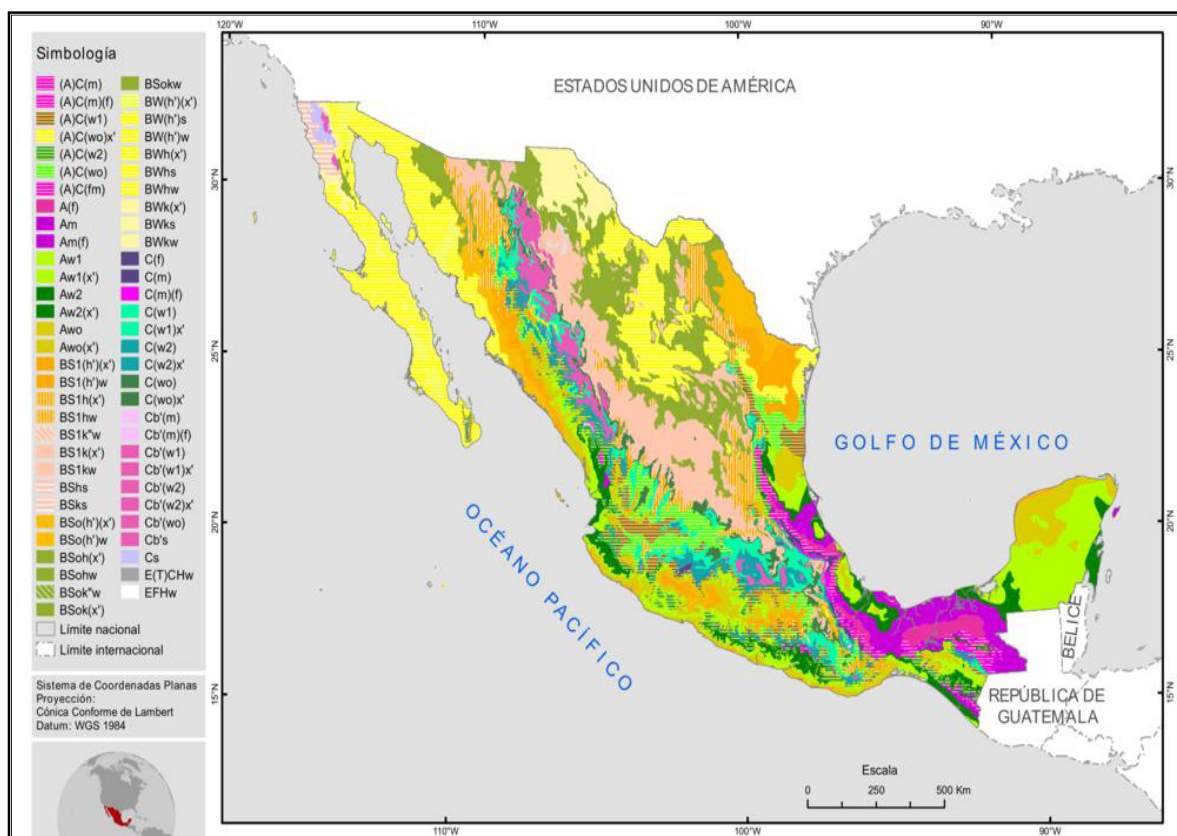 120°W
110°W
100°W
90°W
Simbología
(A)C(m)
(A)C(m)(f)
(A)C(w1)
(A)C(wo)x'
(A)C(w2)
(A)C(wo)
(A)C(fm)
A(f)
Am
Am(f)
Aw1
Aw1(x')
Aw2
Aw2(x')
Awo
Awo(x')
BS1(h')(x')
BS1(h')w
BS1h(x')
BS1hw
BS1k"w
BS1k(x')
BS1kw
BShs
BSks
BSo(h')(x')
BSo(h')w
BSoh(x')
BSohw
BSok"w
BSok(x')
BSokw
BW(h')(x')
BW(h')s
BW(h')w
BWh(x')
BWhs
BWhw
BWk(x')
BWks
BWkw
C(f)
C(m)
C(m)(f)
C(w1)
C(w1)x'
C(w2)
C(w2)x'
C(wo)
C(wo)x'
Cb'(m)
Cb'(m)(f)
Cb'(w1)
Cb'(w1)x'
Cb'(w2)
Cb'(w2)x'
Cb'(wo)
Cb's
Cs
E(T)CHw
EFHw
Límite nacional
Límite internacional
Sistema de Coordenadas Planas
Proyección:
Cónica Conforme de Lambert
Datum: WGS 1984
ESTADOS UNIDOS DE AMÉRICA
30°N
30°N
25°N
25°N
GOLFO DE MÉXICO
20°N
20°N
OCÉANO PACÍFICO
BELICE
15°N
15°N
REPÚBLICA DE
GUATEMALA
Escala
0 250 500 Km
110°W
100°W
90°W